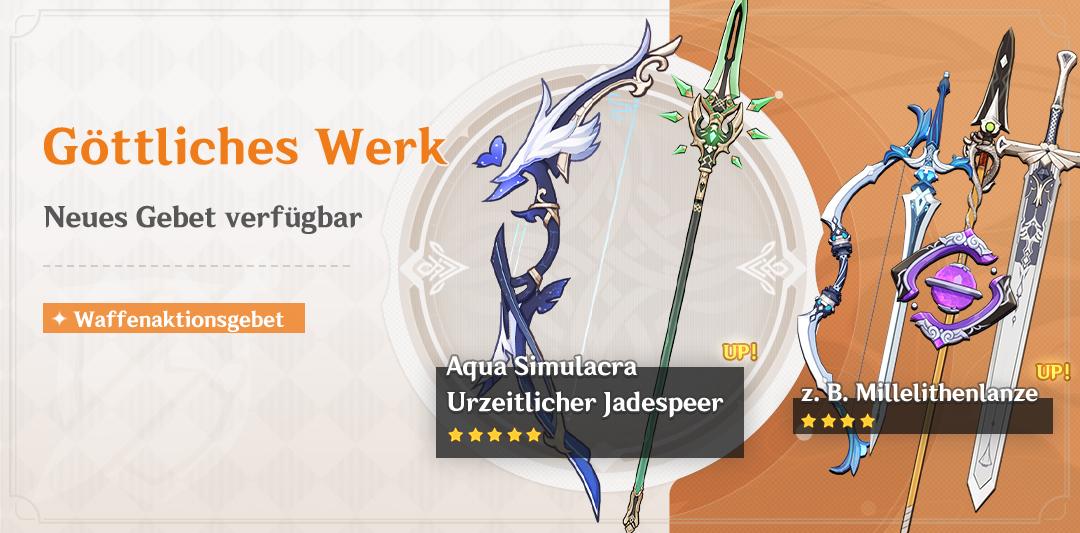 Göttliches Werk
Neues Gebet verfügbar
Waffenaktionsgebet
UP!
Aqua Simulacra
Urzeitlicher Jadespeer
UP!
z. B. Millelithenlanze